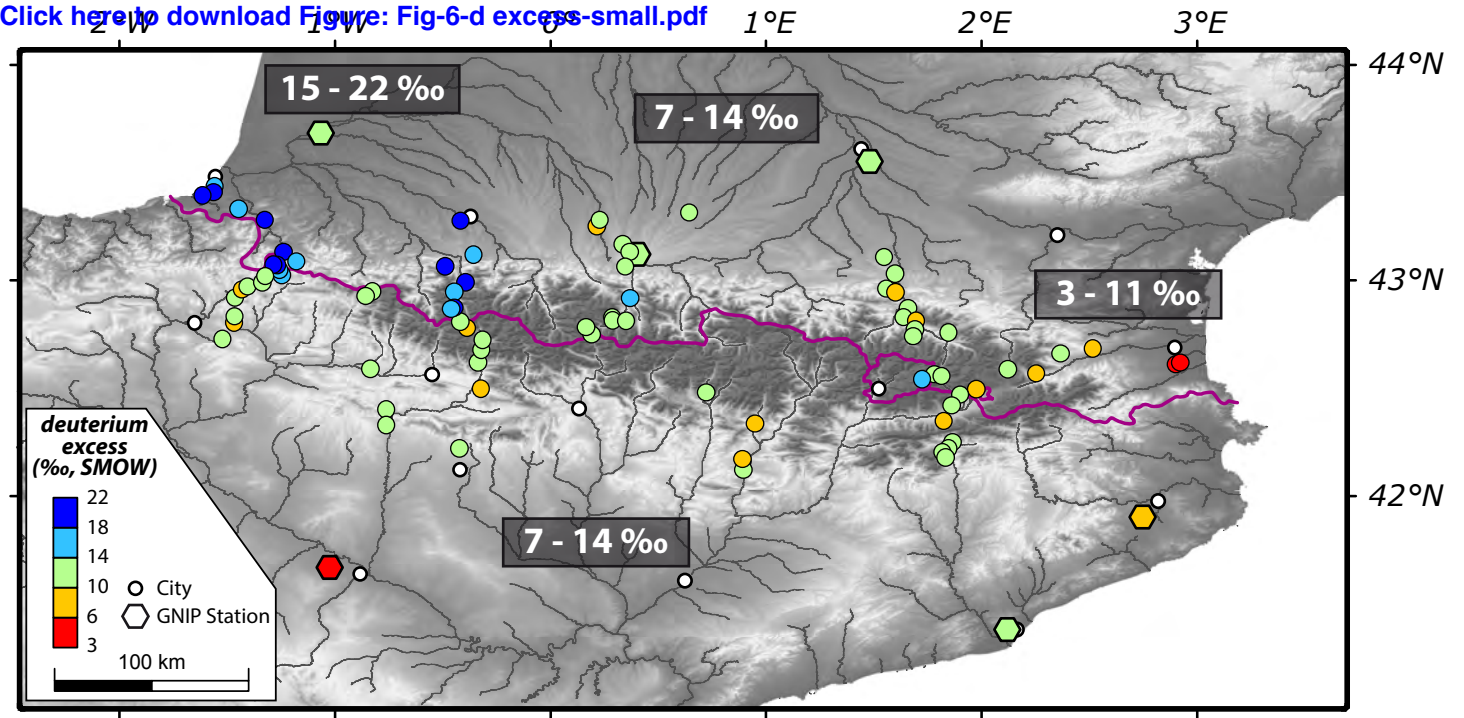 Click here to download Figure: Fig-6-d excess-small.pdf
2°W 1°W 0° 1°E 2°E 3°E
44°N
15 - 22 ‰
7 - 14 ‰
43°N
3 - 11 ‰
42°N
7 - 14 ‰
deuterium
excess
(‰, SMOW)
22
18
14
10
6
3
City
GNIP Station
100 km